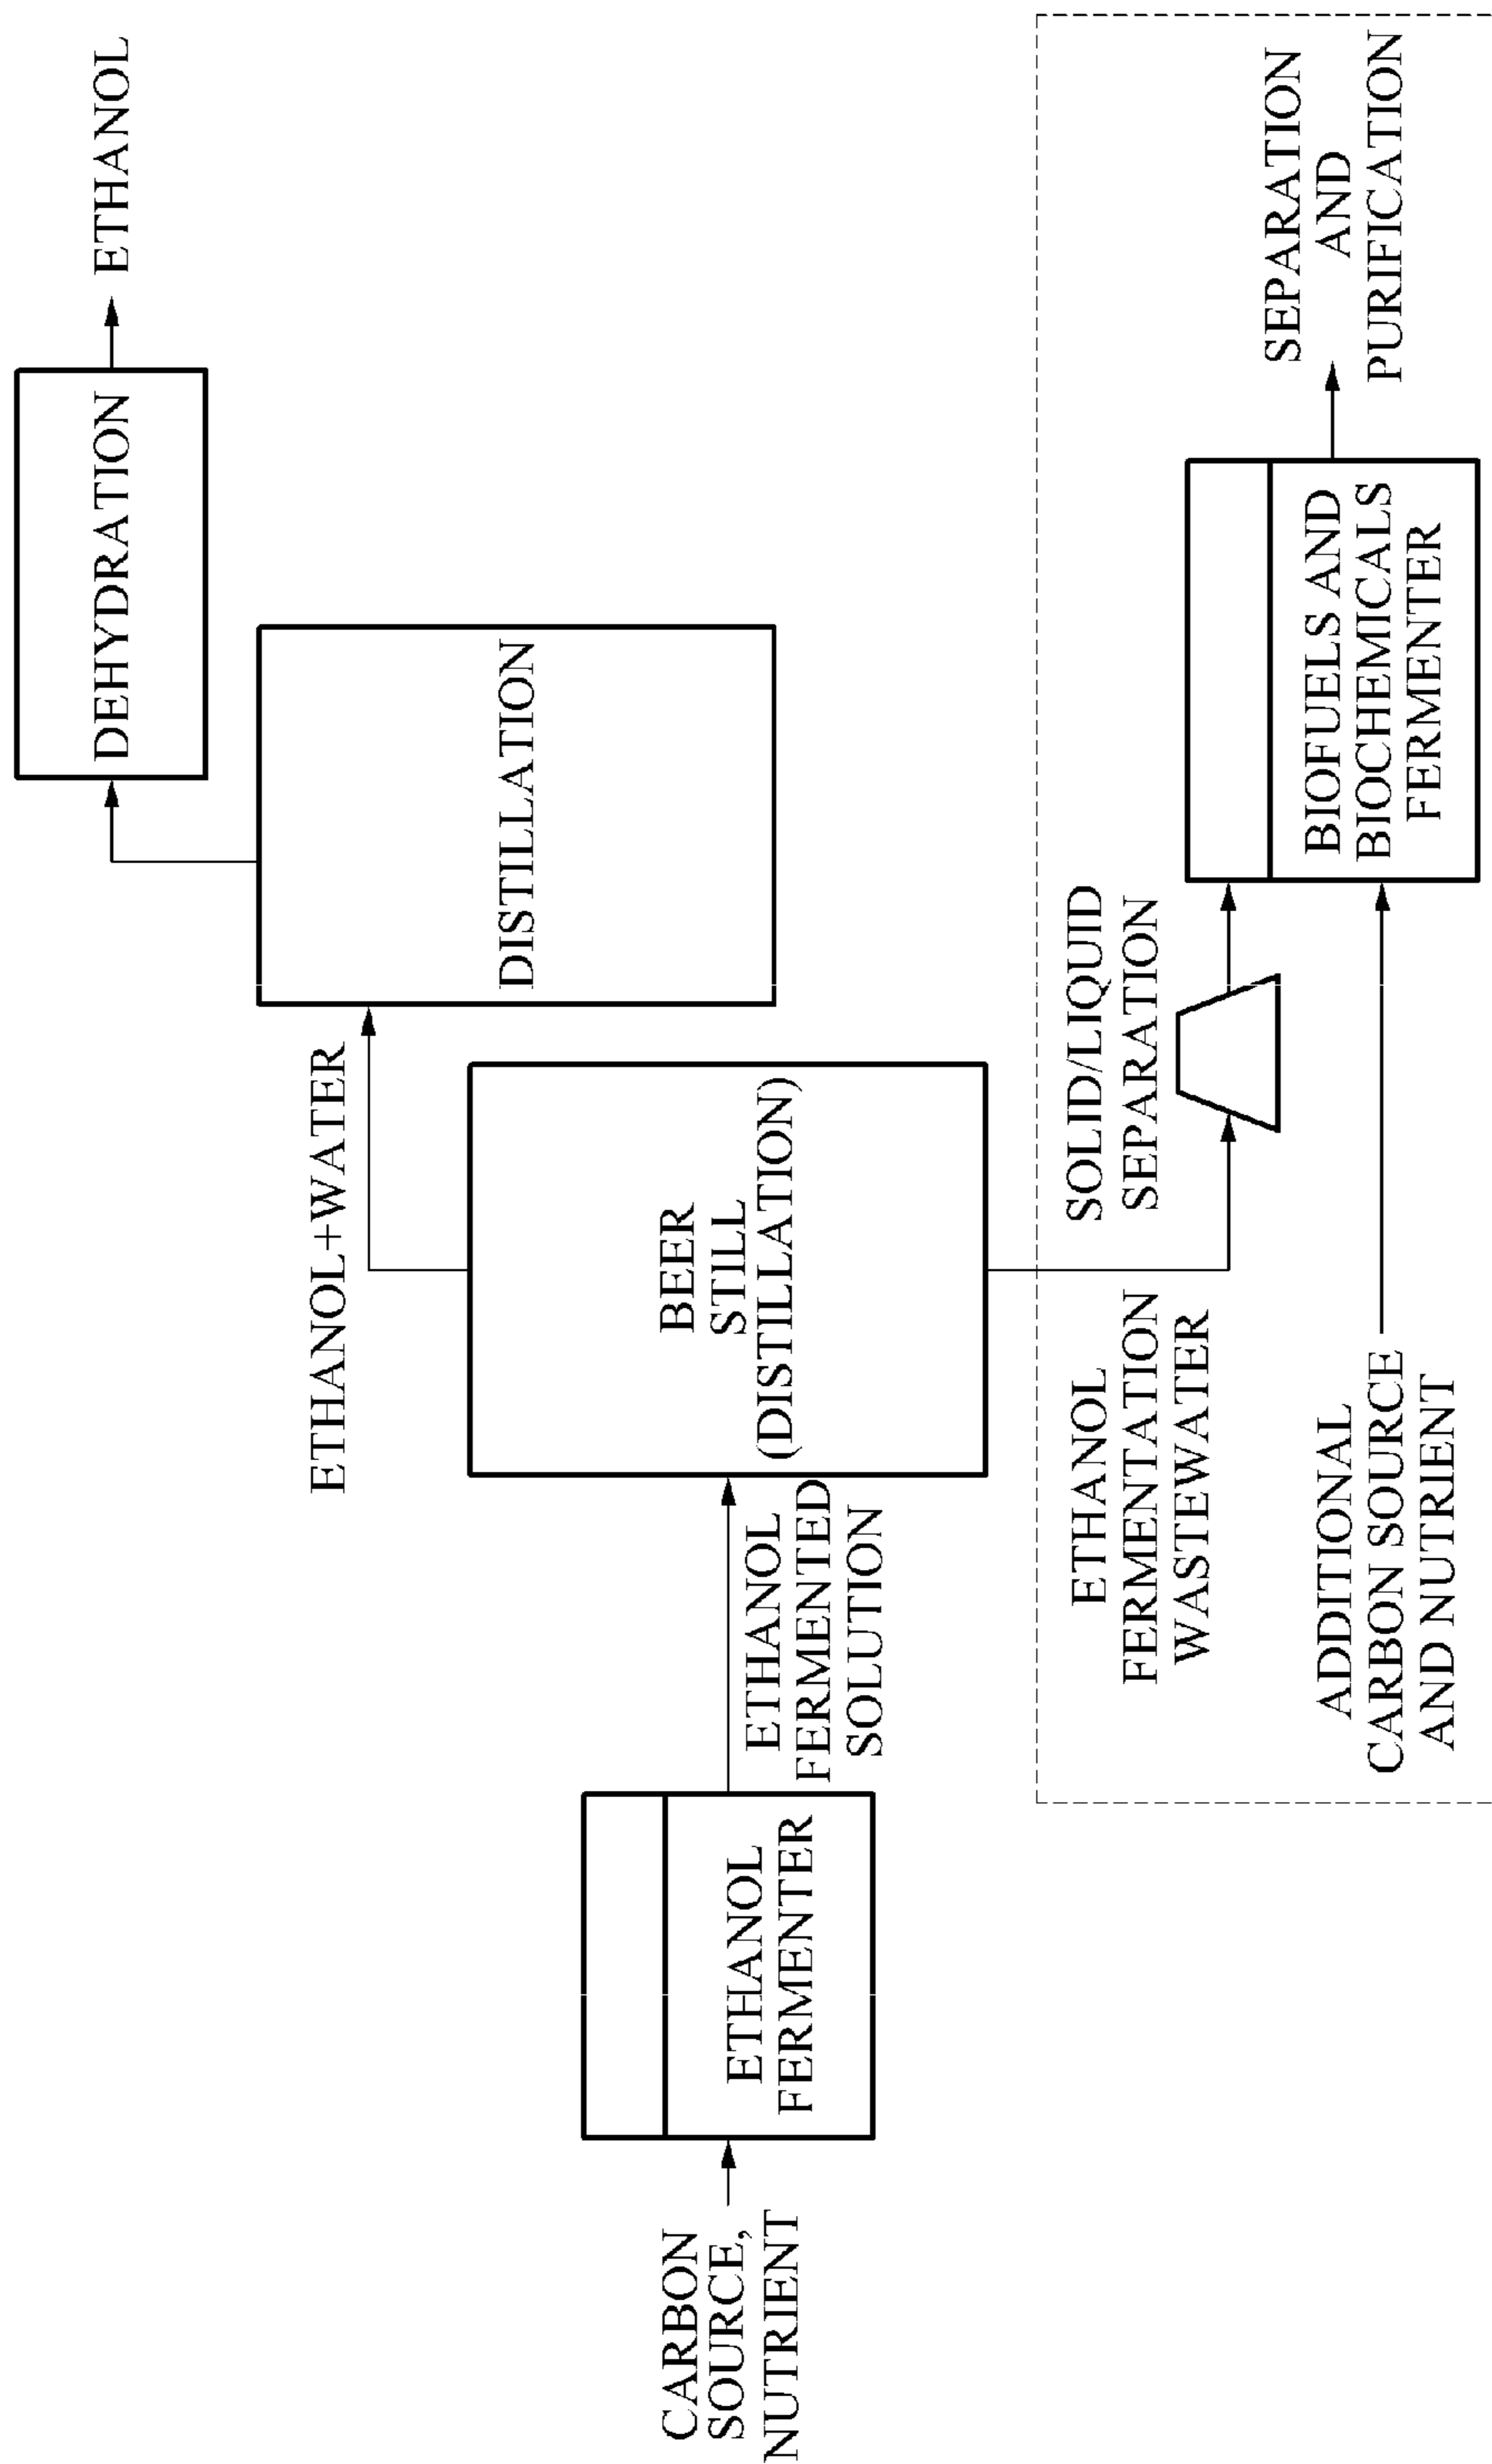 CARBON
SOURCE,
NUTRIENT
ETHANOL
FERMENTER
ETHANOL
FERMENTED
SOLUTION
BEER
STILL
(DISTILLATION)
ETHANOL+WATER
DISTILLATION
DEHYDRATION
ETHANOL
ETHANOL
FERMENTATION
WASTEWATER
SOLID/LIQUID
SEPARATION
ADDITIONAL
CARBON SOURCE
AND NUTRIENT
BIOFUELS AND
BIOCHEMICALS
FERMENTER
SEPARATION
AND
PURIFICATION